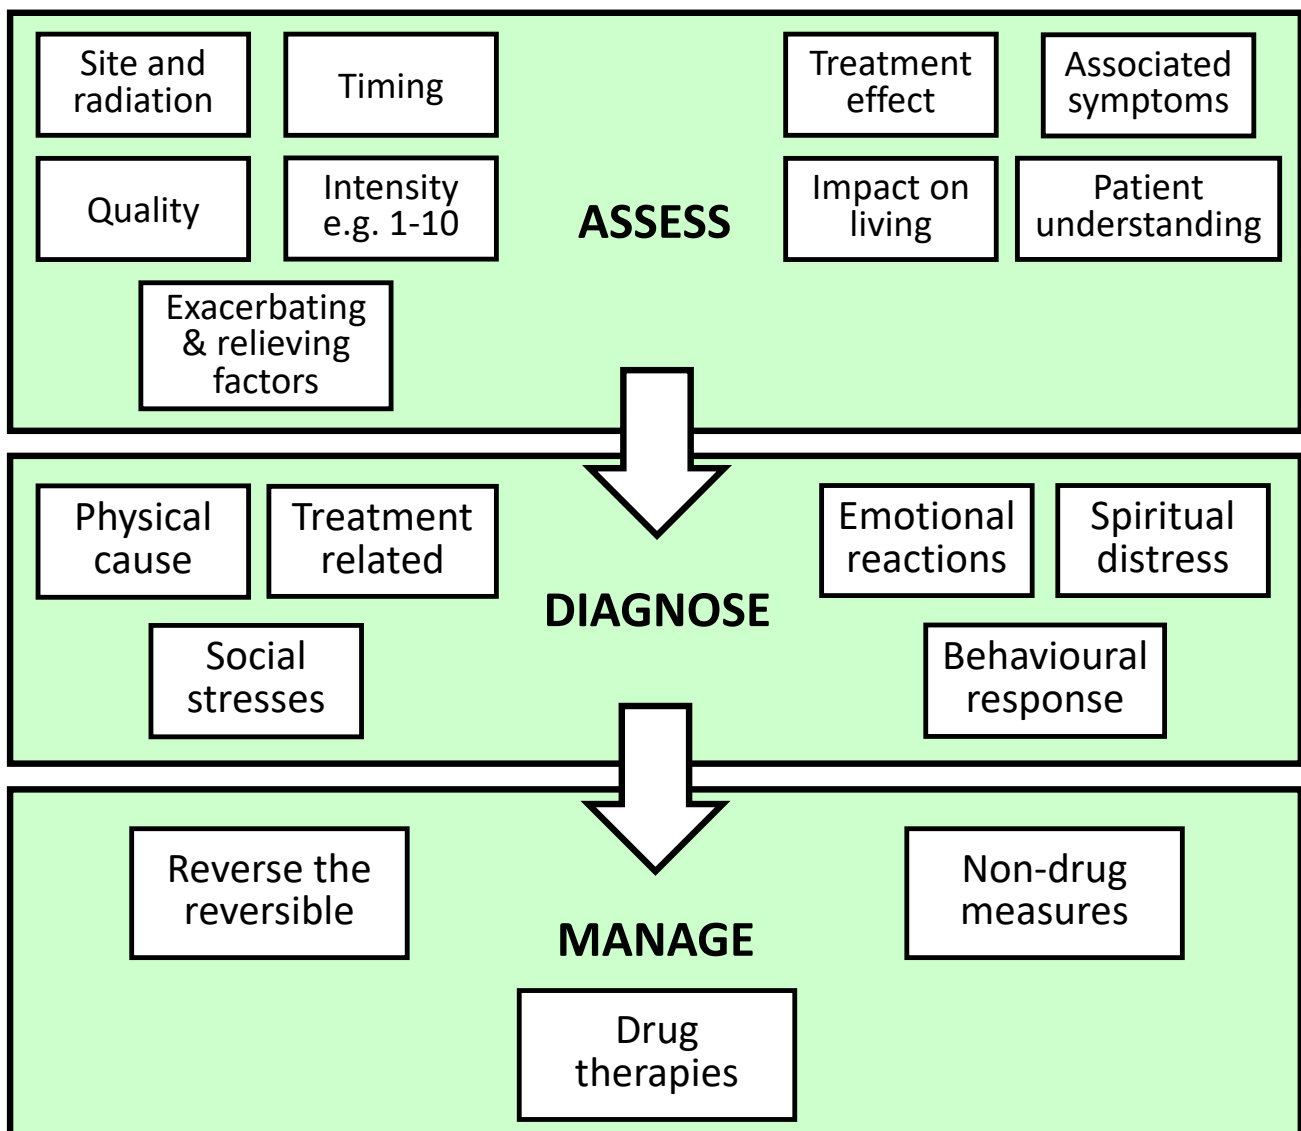 Site and
radiation
Timing
Treatment
effect
Associated
symptoms
Quality
Intensity
e.g. 1-10
ASSESS
Impact on
living
Patient
understanding
Exacerbating
& relieving
factors
Physical
cause
Treatment
related
Emotional
reactions
Spiritual
distress
DIAGNOSE
Social
stresses
Behavioural
response
Reverse the
reversible
Non-drug
measures
MANAGE
Drug
therapies